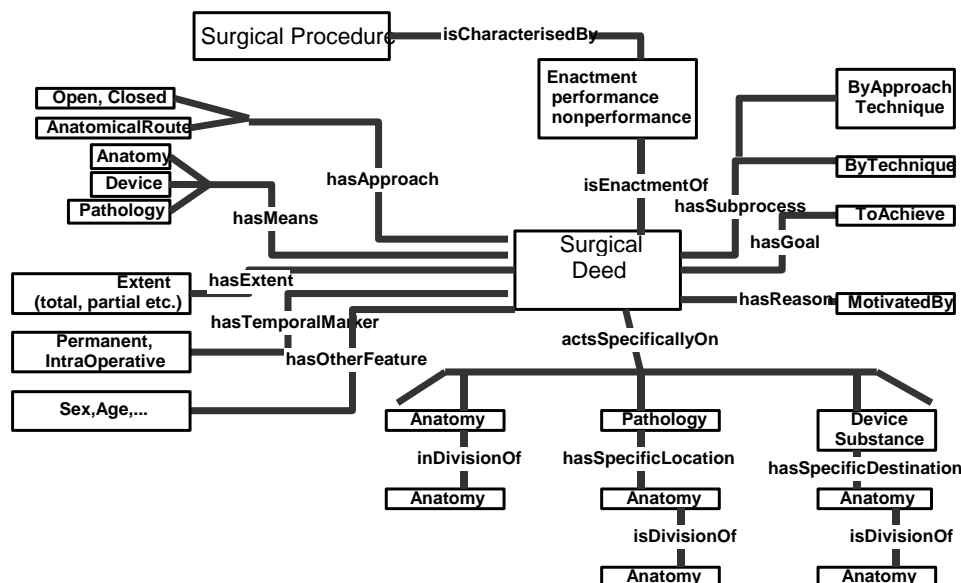 Surgical Procedure
isCharacterisedBy
Enactment
performance
nonperformance
ByApproach
Technique
Open, Closed
AnatomicalRoute
Anatomy
Device
Pathology
hasApproach
hasMeans
isEnactmentOf
hasSubprocess
ByTechnique
ToAchieve
hasGoal
Surgical
Deed
hasReason
MotivatedBy
Extent
(total, partial etc.)
hasExtent
hasTemporalMarker
Permanent,
IntraOperative
hasOtherFeature
Sex,Age,...
actsSpecificallyOn
Anatomy
Pathology
Device
Substance
inDivisionOf
hasSpecificLocation
hasSpecificDestination
Anatomy
Anatomy
Anatomy
isDivisionOf
isDivisionOf
Anatomy
Anatomy